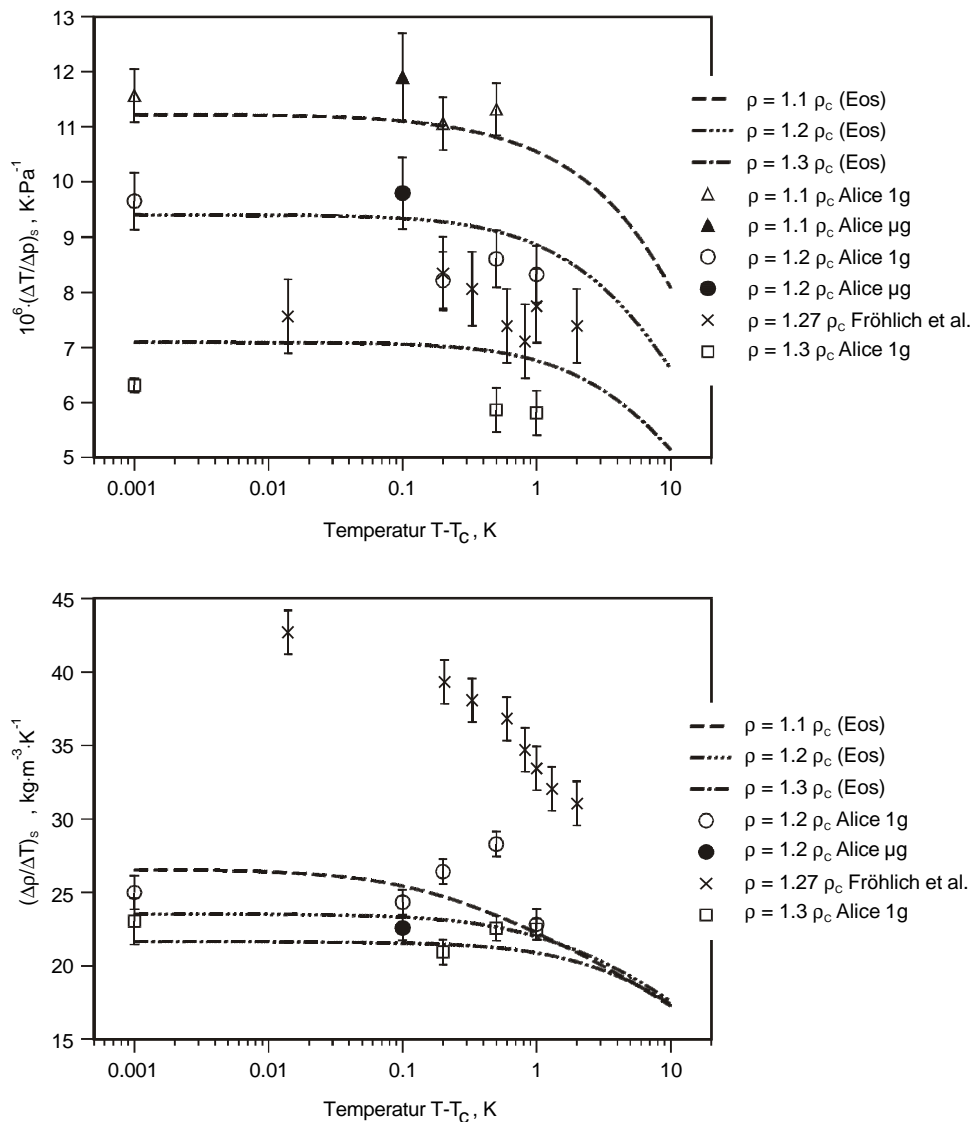 13
12
11
10
9
8
7
6
5
10⁶·(ΔT/Δp)ₛ , K·Pa⁻¹
0.001
0.01
0.1
1
10
Temperatur T-T_C , K
ρ = 1.1 ρ_c (Eos)
ρ = 1.2 ρ_c (Eos)
ρ = 1.3 ρ_c (Eos)
ρ = 1.1 ρ_c Alice 1g
ρ = 1.1 ρ_c Alice µg
ρ = 1.2 ρ_c Alice 1g
ρ = 1.2 ρ_c Alice µg
ρ = 1.27 ρ_c Fröhlich et al.
ρ = 1.3 ρ_c Alice 1g
45
40
35
30
25
20
15
(Δρ/ΔT)ₛ , kg·m⁻³·K⁻¹
0.001
0.01
0.1
1
10
Temperatur T-T_C , K
ρ = 1.1 ρ_c (Eos)
ρ = 1.2 ρ_c (Eos)
ρ = 1.3 ρ_c (Eos)
ρ = 1.2 ρ_c Alice 1g
ρ = 1.2 ρ_c Alice µg
ρ = 1.27 ρ_c Fröhlich et al.
ρ = 1.3 ρ_c Alice 1g